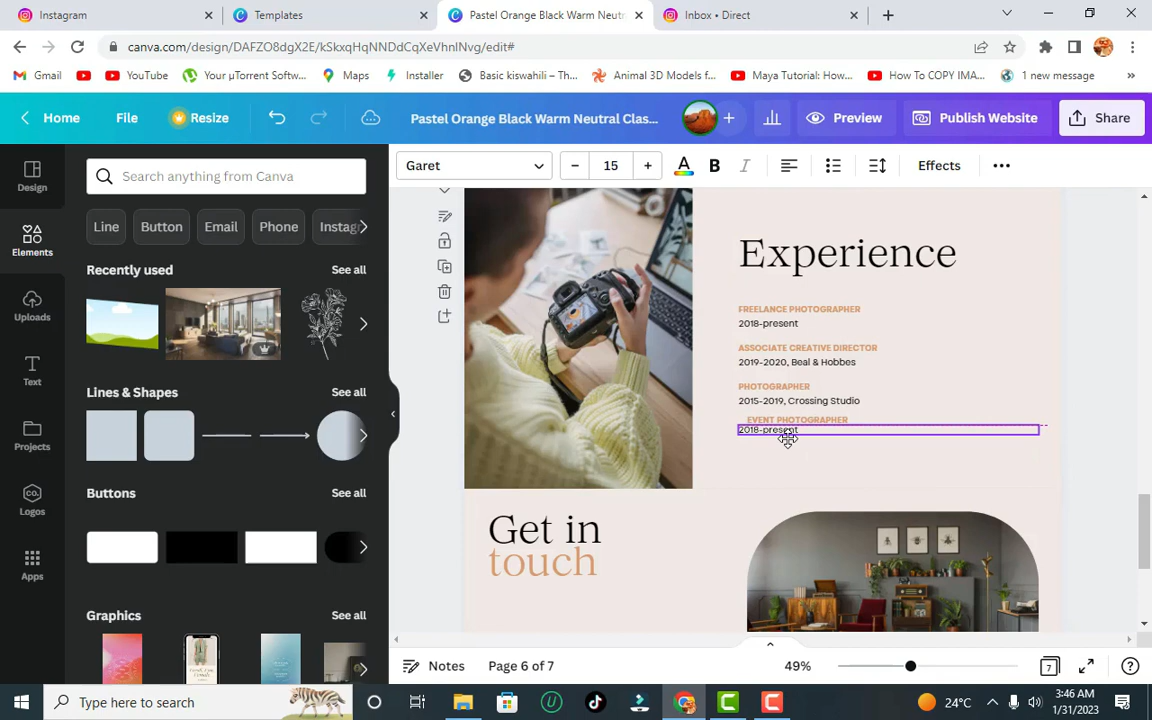 Instagram
Templates
Pastel Orange Black Warm Neutr
Inbox • Direct
canva.com/design/DAFZO8dgX2E/kSkxqHqNNDdCqXeVhnlNvg/edit#
Gmail
YouTube
Your µTorrent Softw...
Maps
Installer
Basic kiswahili – Th...
Animal 3D Models f...
Maya Tutorial: How...
How To COPY IMA...
1 new message
Home
File
Resize
Pastel Orange Black Warm Neutral Clas...
Preview
Publish Website
Share
Garet
15
A
B
I
Effects
Design
Elements
Uploads
Text
Projects
Logos
Apps
Search anything from Canva
Line
Button
Email
Phone
Instag
Recently used
See all
Lines & Shapes
See all
Buttons
See all
Graphics
See all
Experience
FREELANCE PHOTOGRAPHER
2018-present
ASSOCIATE CREATIVE DIRECTOR
2019-2020, Beal & Hobbes
PHOTOGRAPHER
2015-2019, Crossing Studio
EVENT PHOTOGRAPHER
2018-present
Get in
touch
Notes
Page 6 of 7
49%
7
Type here to search
24°C
3:46 AM
1/31/2023